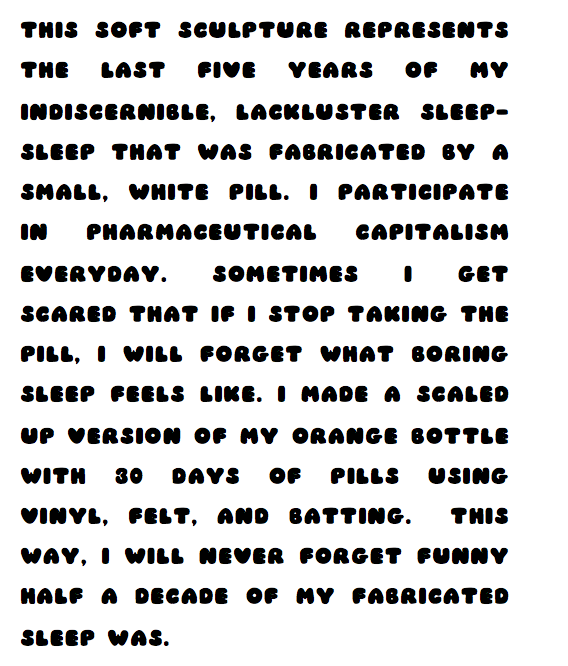 THIS SOFT SCULPTURE REPRESENTS
THE LAST FIVE YEARS OF MY
INDISCERNIBLE, LACKLUSTER SLEEP-
SLEEP THAT WAS FABRICATED BY A
SMALL, WHITE PILL. I PARTICIPATE
IN PHARMACEUTICAL CAPITALISM
EVERYDAY. SOMETIMES I GET
SCARED THAT IF I STOP TAKING THE
PILL, I WILL FORGET WHAT BORING
SLEEP FEELS LIKE. I MADE A SCALED
UP VERSION OF MY ORANGE BOTTLE
WITH 30 DAYS OF PILLS USING
VINYL, FELT, AND BATTING. THIS
WAY, I WILL NEVER FORGET FUNNY
HALF A DECADE OF MY FABRICATED
SLEEP WAS.